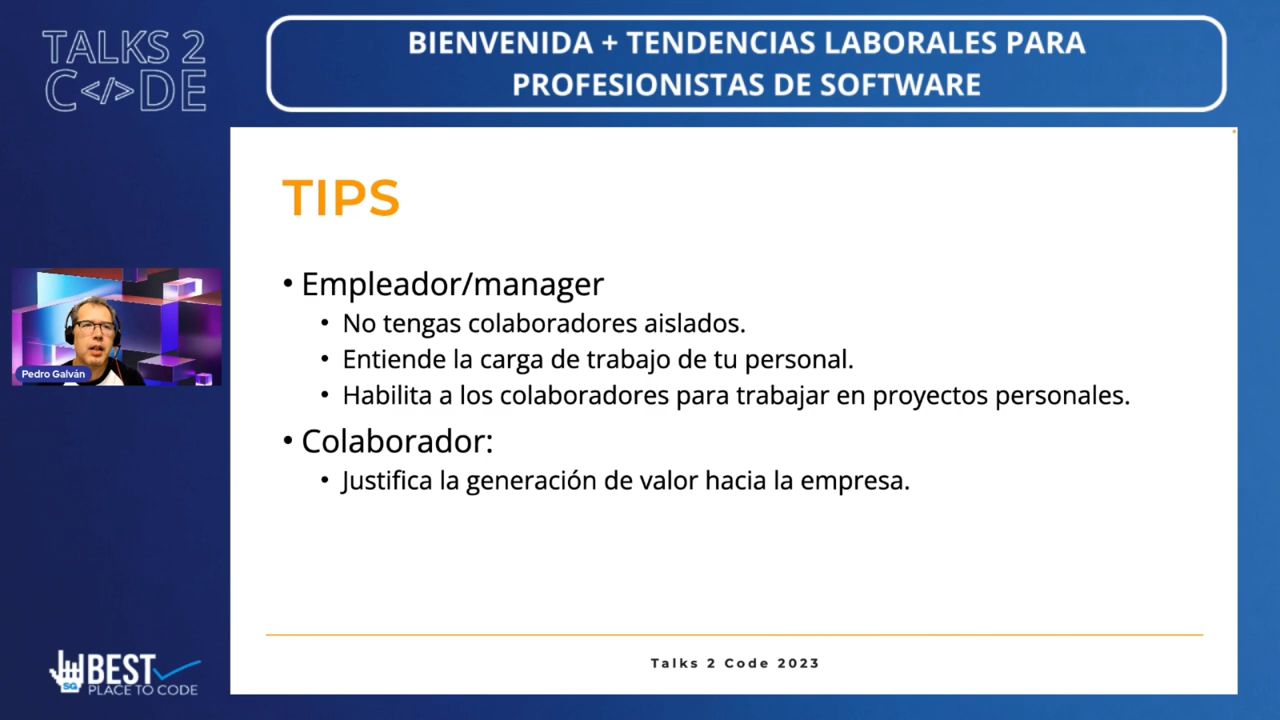 TALKS 2
C</>DE
BIENVENIDA + TENDENCIAS LABORALES PARA
PROFESIONISTAS DE SOFTWARE
TIPS
• Empleador/manager
• No tengas colaboradores aislados.
• Entiende la carga de trabajo de tu personal.
• Habilita a los colaboradores para trabajar en proyectos personales.
• Colaborador:
• Justifica la generación de valor hacia la empresa.
Pedro Galván
Talks 2 Code 2023
SG
BEST
PLACE TO CODE